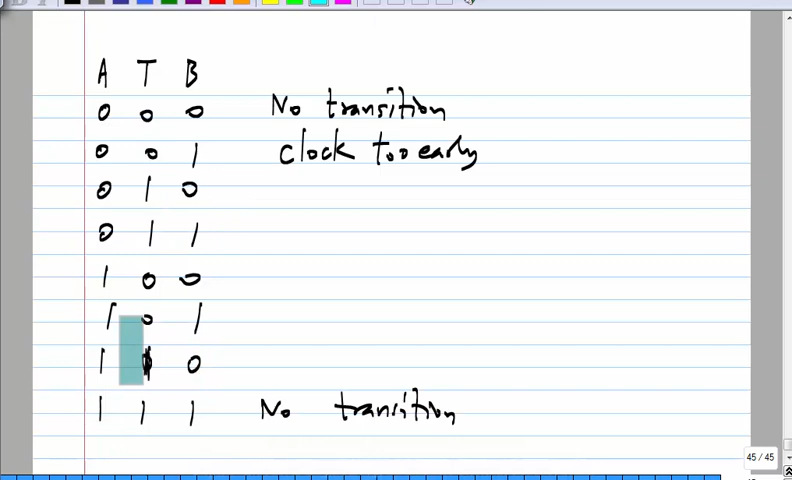 A T B
0 0 0 No transition
0 0 1 clock too early
0 1 0
0 1 1
1 0 0
1 0 1
1 1 0
1 1 1 No transition
45 / 45